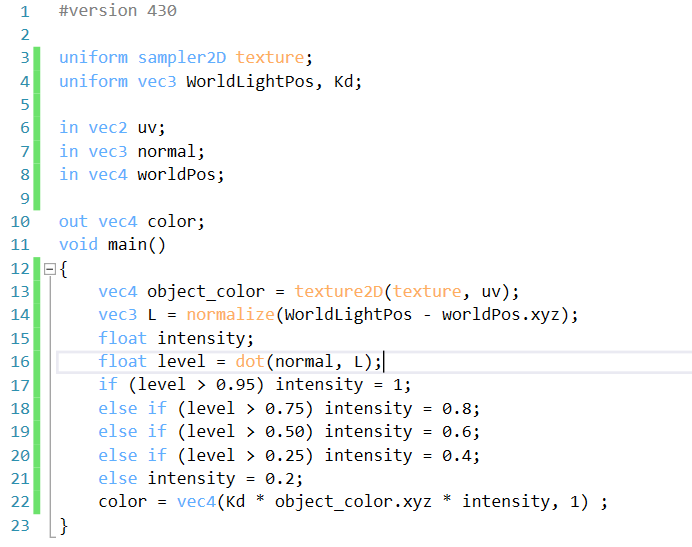 1 #version 430
2
3 uniform sampler2D texture;
4 uniform vec3 WorldLightPos, Kd;
5
6 in vec2 uv;
7 in vec3 normal;
8 in vec4 worldPos;
9
10 out vec4 color;
11 void main()
12 {
13 vec4 object_color = texture2D(texture, uv);
14 vec3 L = normalize(WorldLightPos - worldPos.xyz);
15 float intensity;
16 float level = dot(normal, L);
17 if (level > 0.95) intensity = 1;
18 else if (level > 0.75) intensity = 0.8;
19 else if (level > 0.50) intensity = 0.6;
20 else if (level > 0.25) intensity = 0.4;
21 else intensity = 0.2;
22 color = vec4(Kd * object_color.xyz * intensity, 1) ;
23 }